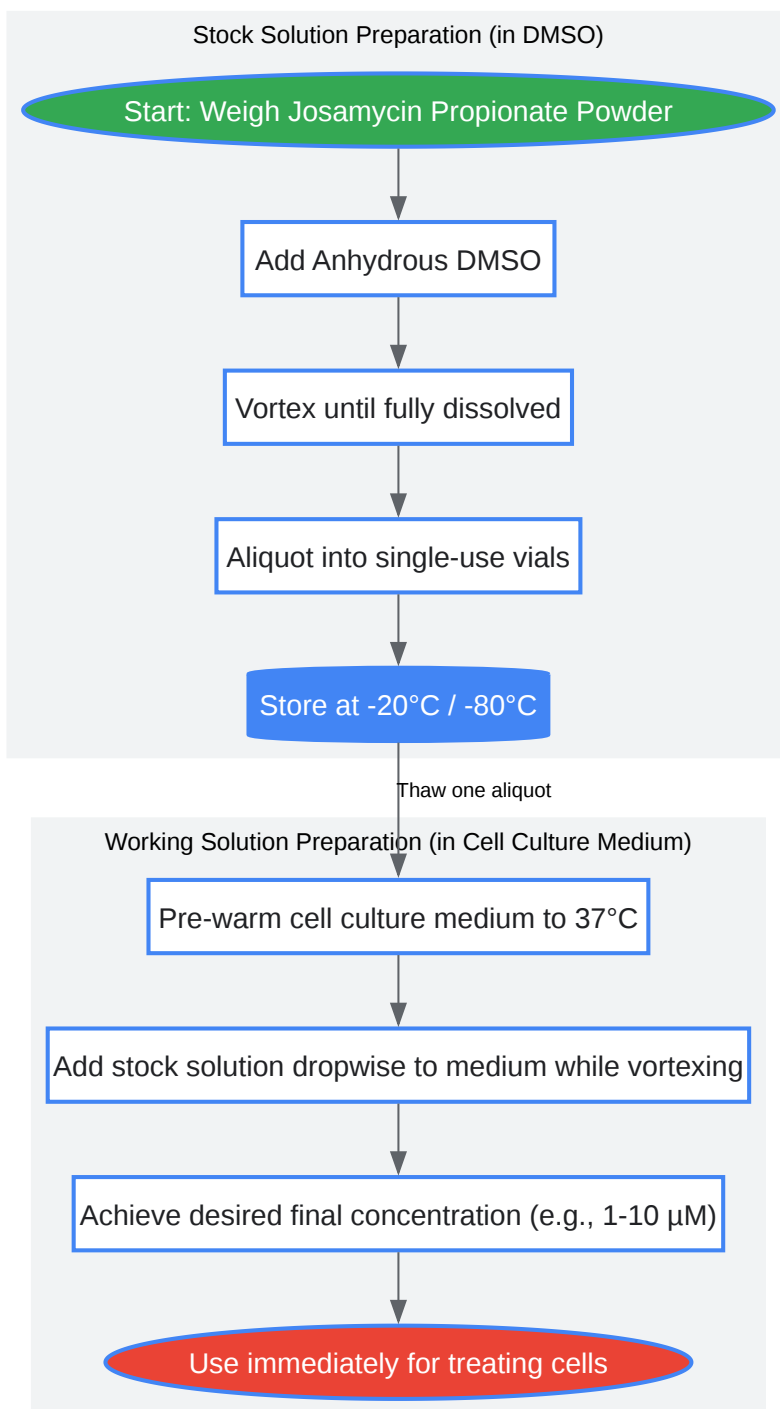 Stock Solution Preparation (in DMSO)
Start: Weigh Josamycin Propionate Powder
Add Anhydrous DMSO
Vortex until fully dissolved
Aliquot into single-use vials
Store at -20°C / -80°C
Thaw one aliquot
Working Solution Preparation (in Cell Culture Medium)
Pre-warm cell culture medium to 37°C
Add stock solution dropwise to medium while vortexing
Achieve desired final concentration (e.g., 1-10 µM)
Use immediately for treating cells